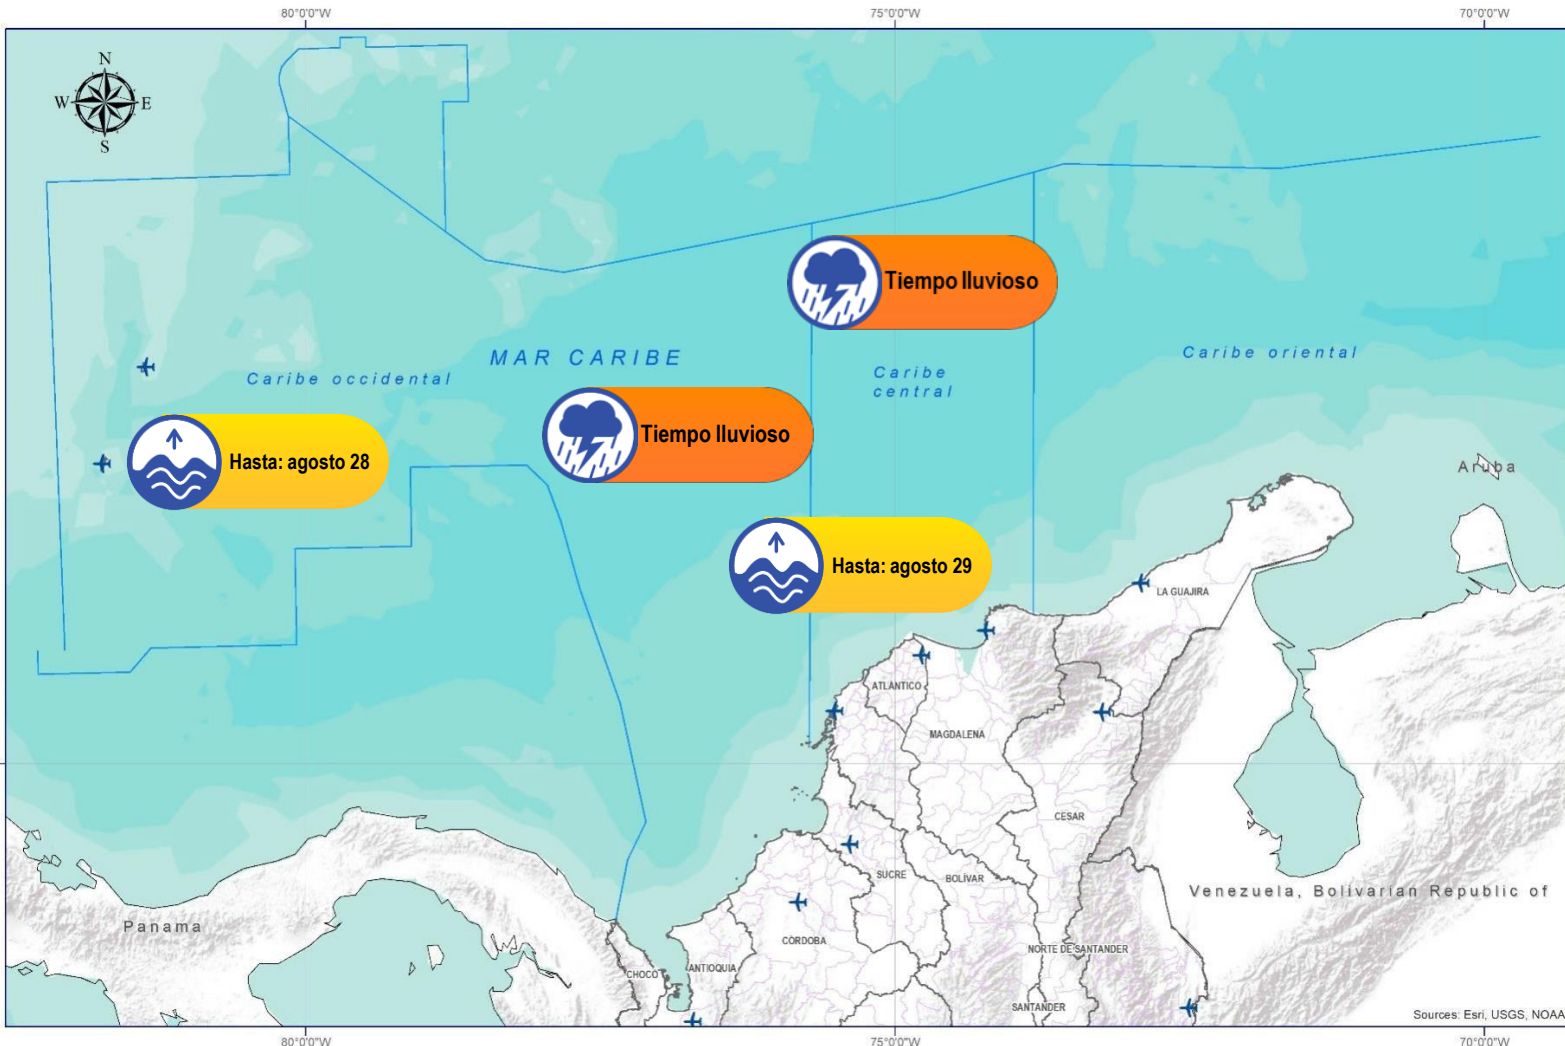 80°0'0"W
75°0'0"W
70°0'0"W
N
W
E
S
Tiempo lluvioso
MAR CARIBE
Caribe occidental
Caribe
central
Caribe oriental
Tiempo lluvioso
Hasta: agosto 28
Aruba
Hasta: agosto 29
LA GUAJIRA
ATLANTICO
MAGDALENA
CESAR
SUCRE
BOLÍVAR
Venezuela, Bolivarian Republic of
Panama
CÓRDOBA
NORTE DE SANTANDER
CHOCO
ANTIOQUIA
SANTANDER
Sources: Esri, USGS, NOAA
80°0'0"W
75°0'0"W
70°0'0"W